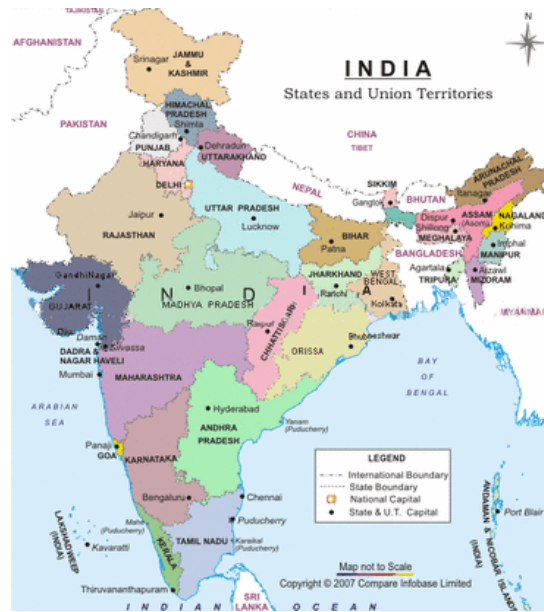 TAJIKISTAN
AFGHANISTAN
N
JAMMU
&
KASHMIR
Srinagar
INDIA
States and Union Territories
HIMACHAL
PRADESH
Shimla
PAKISTAN
Chandigarh
PUNJAB
Dehradun
UTTARAKHAND
CHINA
TIBET
HARYANA
DELHI
ARUNACHAL
PRADESH
NEPAL
SIKKIM
Gangtok
BHUTAN
Itanagar
UTTAR PRADESH
Lucknow
Jaipur
RAJASTHAN
Dispur
ASSAM
(Asom)
NAGALAND
Kohima
Shillong
MEGHALAYA
BIHAR
Patna
Imphal
MANIPUR
BANGLADESH
GandhiNagar
GUJARAT
I N D I A
Bhopal
MADHYA PRADESH
JHARKHAND
Ranchi
WEST
BENGAL
Kolkata
Agartala
TRIPURA
Aizawl
MIZORAM
MYANMAR
Diu
Daman
Silvassa
DADRA &
NAGAR HAVELI
Raipur
CHHATTISGARH
ORISSA
Bhubneshwar
Mumbai
MAHARASHTRA
BAY
OF
BENGAL
ARABIAN
SEA
Hyderabad
ANDHRA
PRADESH
Yanam
(Puducherry)
Panaji
GOA
KARNATAKA
LEGEND
International Boundary
State Boundary
National Capital
State & U.T. Capital
Bengaluru
Chennai
Mahe
(Puducherry)
Puducherry
Karaikal
(Puducherry)
LAKSHADWEEP
(INDIA)
Kavaratti
KERALA
TAMIL NADU
Port Blair
ANDAMAN & NICOBAR ISLAND
(INDIA)
Map not to Scale
Copyright © 2007 Compare Infobase Limited
Thiruvananthapuram
SRI
LANKA
INDIAN OCEAN